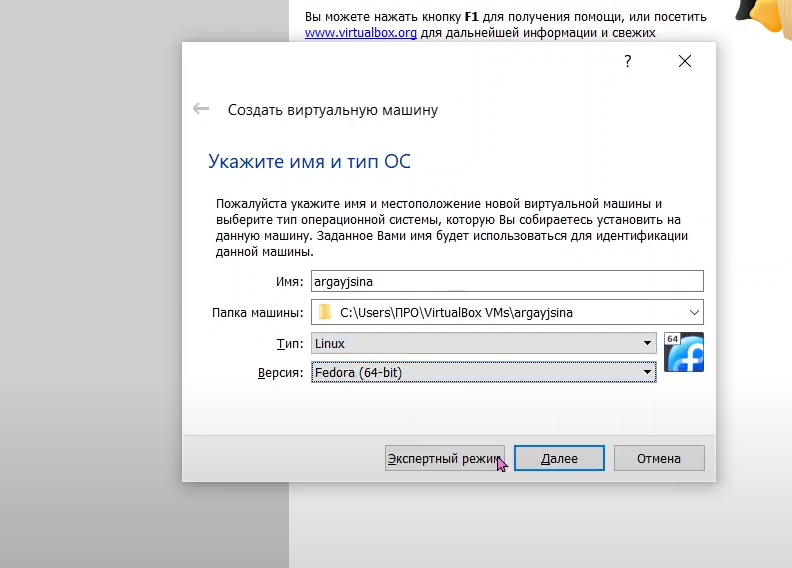 Вы можете нажать кнопку F1 для получения помощи, или посетить
www.virtualbox.org для дальнейшей информации и свежих
?
Создать виртуальную машину
Укажите имя и тип ОС
Пожалуйста укажите имя и местоположение новой виртуальной машины и
выберите тип операционной системы, которую Вы собираетесь установить на
данную машину. Заданное Вами имя будет использоваться для идентификации
данной машины.
Имя: argayjsina
Папка машины: C:\Users\ПРО\VirtualBox VMs\argayjsina
Тип: Linux
64
Версия: Fedora (64-bit)
Экспертный режим Далее Отмена